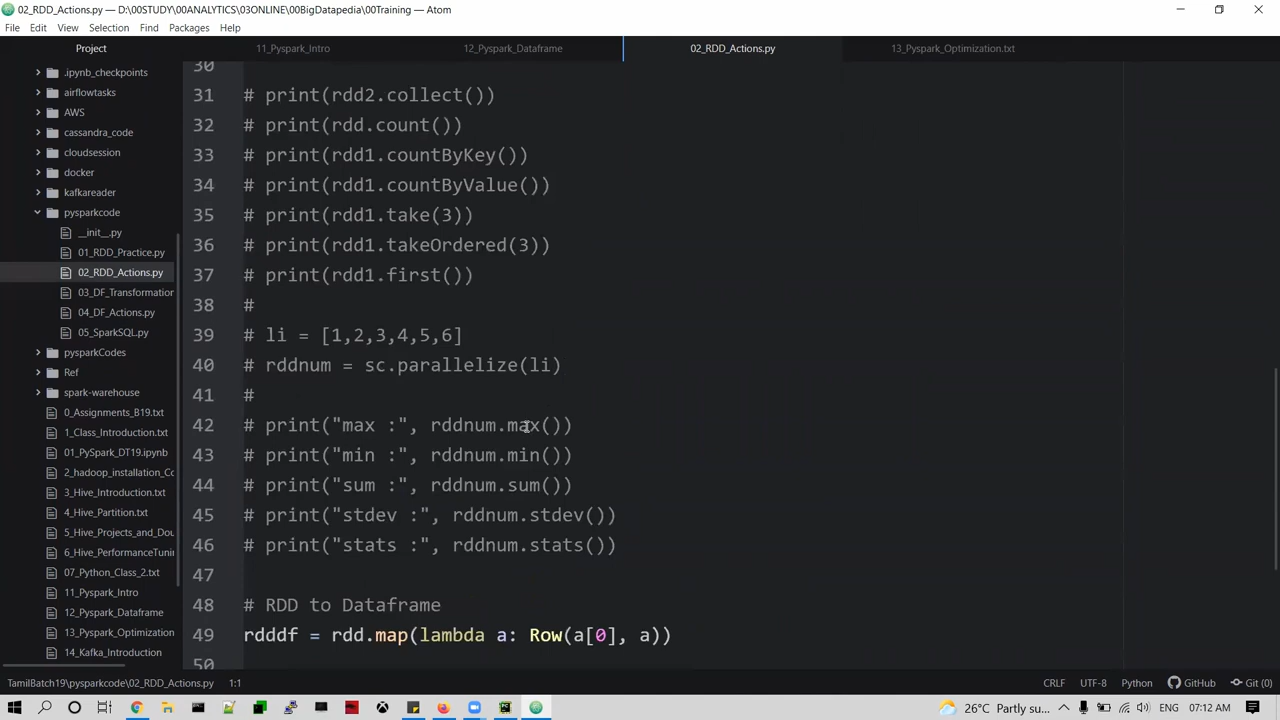 02_RDD_Actions.py — D:\00STUDY\00ANALYTICS\03ONLINE\00BigDatapedia\00Training — Atom
File Edit View Selection Find Packages Help
Project
11_Pyspark_Intro
12_Pyspark_Dataframe
02_RDD_Actions.py
13_Pyspark_Optimization.txt
.ipynb_checkpoints
airflowtasks
AWS
cassandra_code
cloudsession
docker
kafkareader
pysparkcode
__init__.py
01_RDD_Practice.py
02_RDD_Actions.py
03_DF_Transformation
04_DF_Actions.py
05_SparkSQL.py
pysparkCodes
Ref
spark-warehouse
0_Assignments_B19.txt
1_Class_Introduction.txt
01_PySpark_DT19.ipynb
2_hadoop_installation_Co
3_Hive_Introduction.txt
4_Hive_Partition.txt
5_Hive_Projects_and_Dou
6_Hive_PerformanceTunin
07_Python_Class_2.txt
11_Pyspark_Intro
12_Pyspark_Dataframe
13_Pyspark_Optimization
14_Kafka_Introduction
30
31 # print(rdd2.collect())
32 # print(rdd.count())
33 # print(rdd1.countByKey())
34 # print(rdd1.countByValue())
35 # print(rdd1.take(3))
36 # print(rdd1.takeOrdered(3))
37 # print(rdd1.first())
38 #
39 # li = [1,2,3,4,5,6]
40 # rddnum = sc.parallelize(li)
41 #
42 # print("max :", rddnum.max())
43 # print("min :", rddnum.min())
44 # print("sum :", rddnum.sum())
45 # print("stdev :", rddnum.stdev())
46 # print("stats :", rddnum.stats())
47
48 # RDD to Dataframe
49 rdddf = rdd.map(lambda a: Row(a[0], a))
50
TamilBatch19\pysparkcode\02_RDD_Actions.py 1:1 CRLF UTF-8 Python GitHub Git (0)
26°C Partly su... ENG 07:12 AM